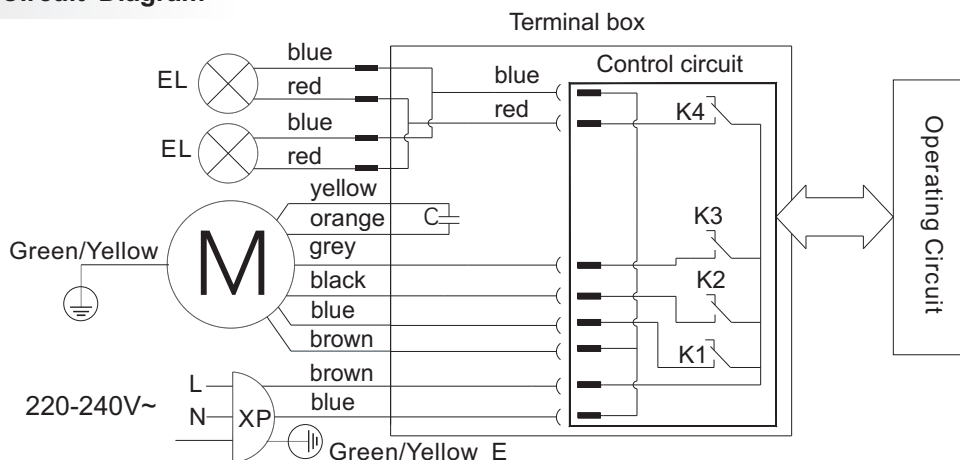 Circuit Diagram
Terminal box
Control circuit
EL
blue
red
EL
blue
red
blue
red
K4
yellow
orange
C
grey
black
blue
brown
Green/Yellow
M
K3
K2
K1
220-240V~
L
N
XP
brown
blue
Green/Yellow E
Operating Circuit